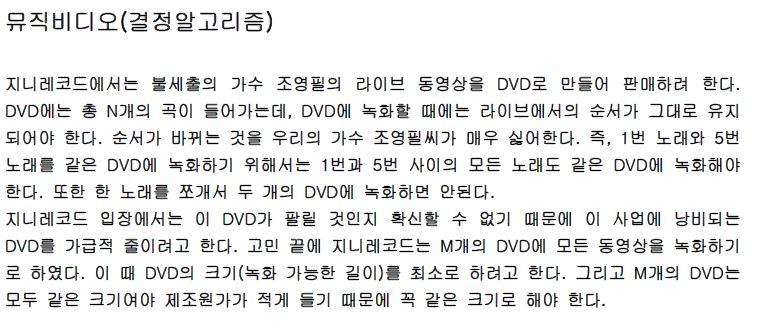 뮤직비디오(결정알고리즘)
지니레코드에서는 불세출의 가수 조영필의 라이브 동영상을 DVD로 만들어 판매하려 한다.
DVD에는 총 N개의 곡이 들어가는데, DVD에 녹화할 때에는 라이브에서의 순서가 그대로 유지
되어야 한다. 순서가 바뀌는 것을 우리의 가수 조영필씨가 매우 싫어한다. 즉, 1번 노래와 5번
노래를 같은 DVD에 녹화하기 위해서는 1번과 5번 사이의 모든 노래도 같은 DVD에 녹화해야
한다. 또한 한 노래를 쪼개서 두 개의 DVD에 녹화하면 안된다.
지니레코드 입장에서는 이 DVD가 팔릴 것인지 확신할 수 없기 때문에 이 사업에 낭비되는
DVD를 가급적 줄이려고 한다. 고민 끝에 지니레코드는 M개의 DVD에 모든 동영상을 녹화하기
로 하였다. 이 때 DVD의 크기(녹화 가능한 길이)를 최소로 하려고 한다. 그리고 M개의 DVD는
모두 같은 크기여야 제조원가가 적게 들기 때문에 꼭 같은 크기로 해야 한다.